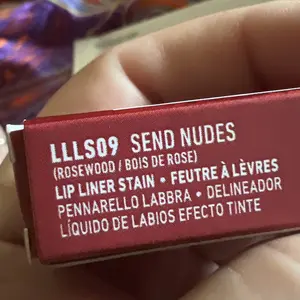 LLLS09 SEND NUDES
(ROSEWOOD / BOIS DE ROSE)
LIP LINER STAIN • FEUTRE À LÈVRES
PENNARELLO LABBRA • DELINEADOR
LÍQUIDO DE LABIOS EFECTO TINTE